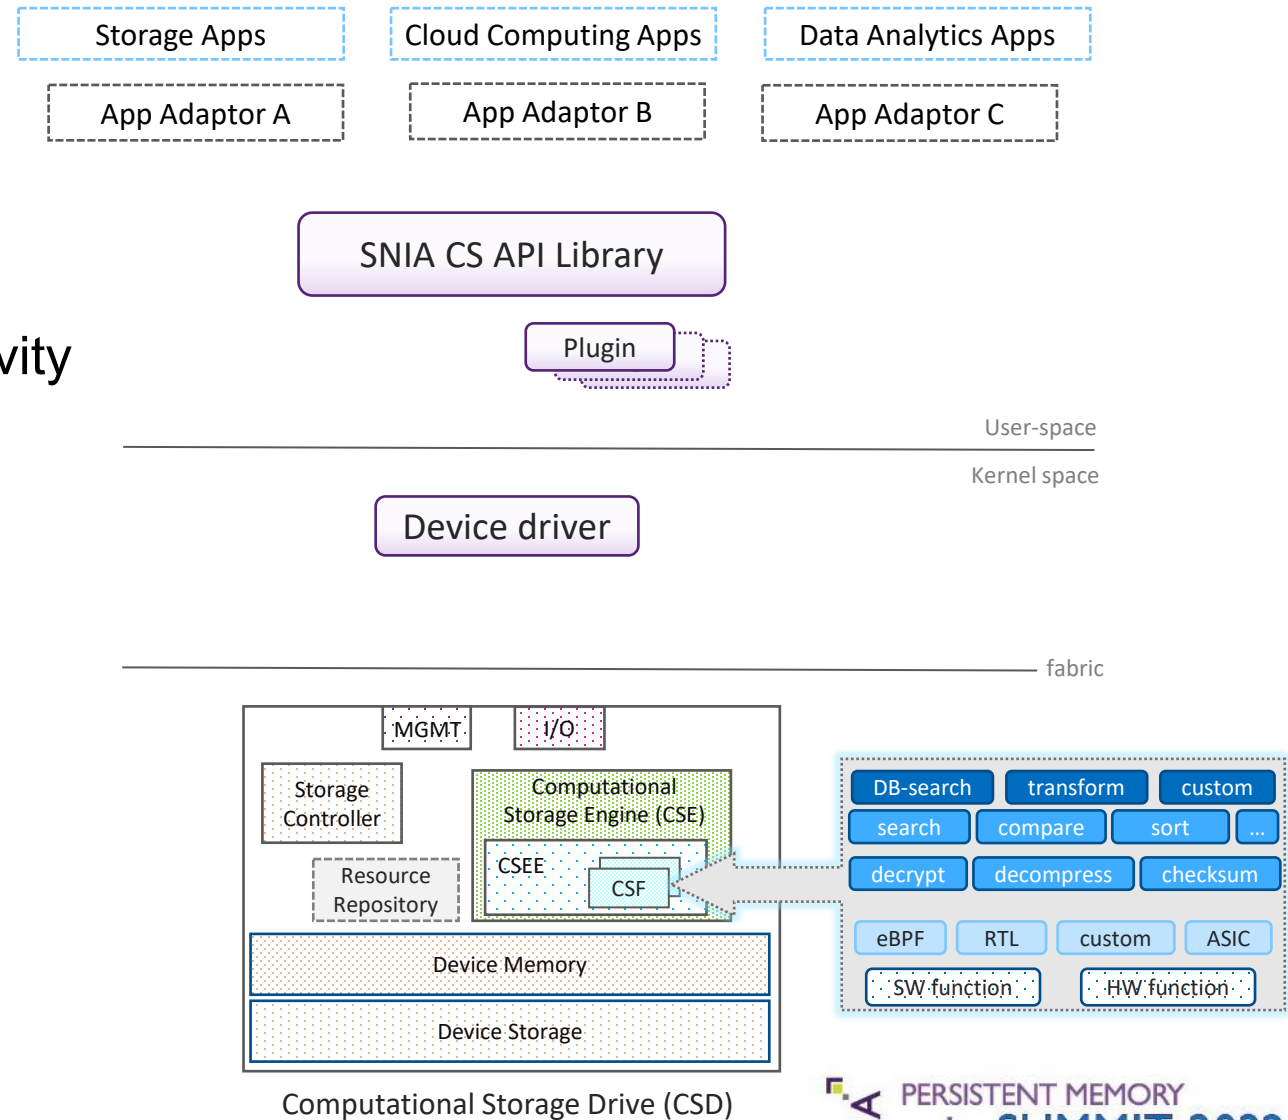 Storage Apps
Cloud Computing Apps
Data Analytics Apps
App Adaptor A
App Adaptor B
App Adaptor C
SNIA CS API Library
Plugin
User-space
Kernel space
Device driver
fabric
MGMT
I/O
Storage
Controller
Computational
Storage Engine (CSE)
CSEE
CSF
Resource
Repository
Device Memory
Device Storage
Computational Storage Drive (CSD)
DB-search
transform
custom
search
compare
sort
...
decrypt
decompress
checksum
eBPF
RTL
custom
ASIC
SW function
HW function
PERSISTENT MEMORY